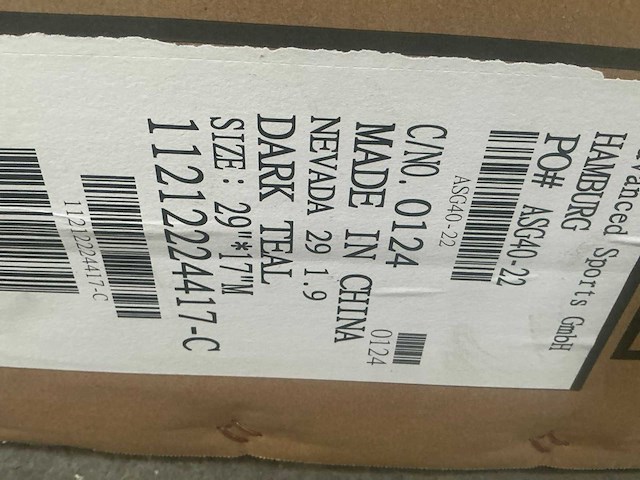 Advanced Sports GmbH
HAMBURG
PO# ASG40-22
ASG40-22
C/NO. 0124
0124
MADE IN CHINA
NEVADA 29 1.9
DARK TEAL
SIZE: 29"*17"M
11212224417-C
11212224417-C